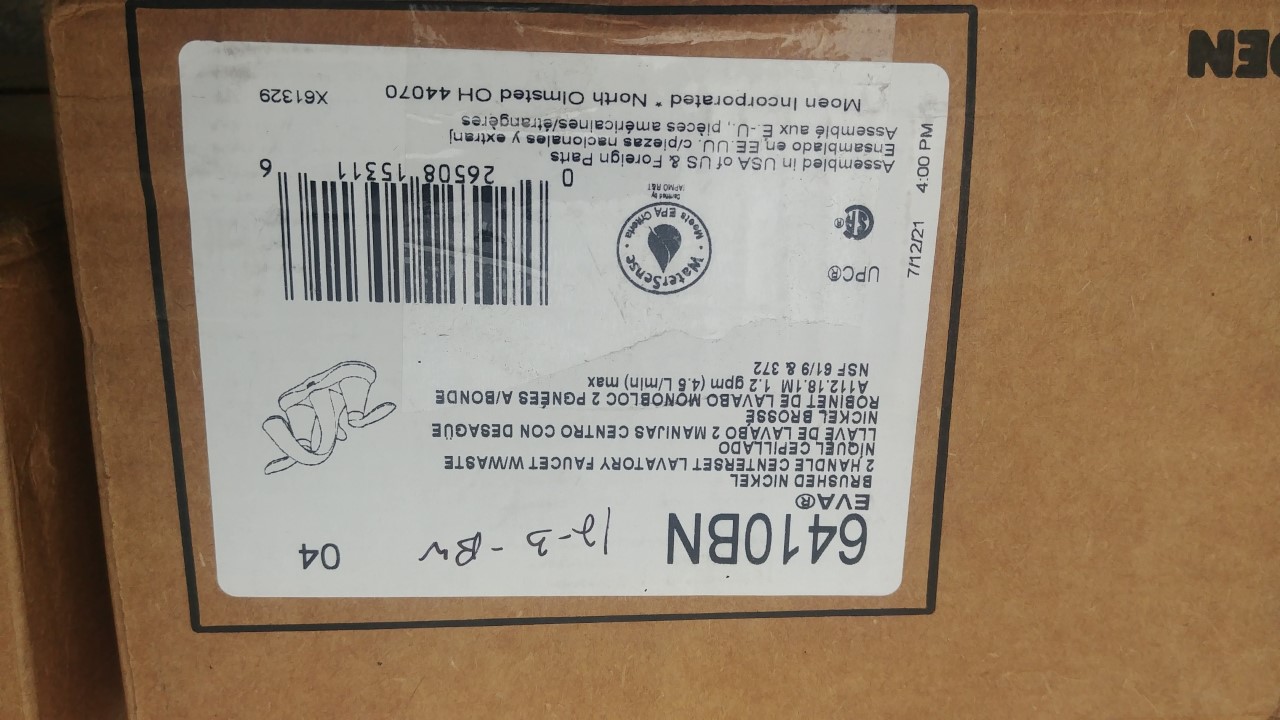 6410BN
04
EVA®
BRUSHED NICKEL
2 HANDLE CENTERSET LAVATORY FAUCET W/WASTE
NÍQUEL CEPILLADO
LLAVE DE LAVABO 2 MANIJAS CENTRO CON DESAGÜE
NICKEL BROSSÉ
ROBINET DE LAVABO MONOBLOC 2 PGNÉES A/BONDE
A112.18.1M 1.2 gpm (4.5 L/min) max
NSF 61/9 & 372
UPC®
WaterSense
Meets EPA Criteria
Certified by
IAPMO R&T
0 26508 15311 6
Assembled in USA of US & Foreign Parts
Ensamblado en EE.UU. c/piezas nacionales y extranj
Assemblé aux E.-U., pièces américaines/étrangères
Moen Incorporated * North Olmsted OH 44070
X61329
7/12/21 4:00 PM